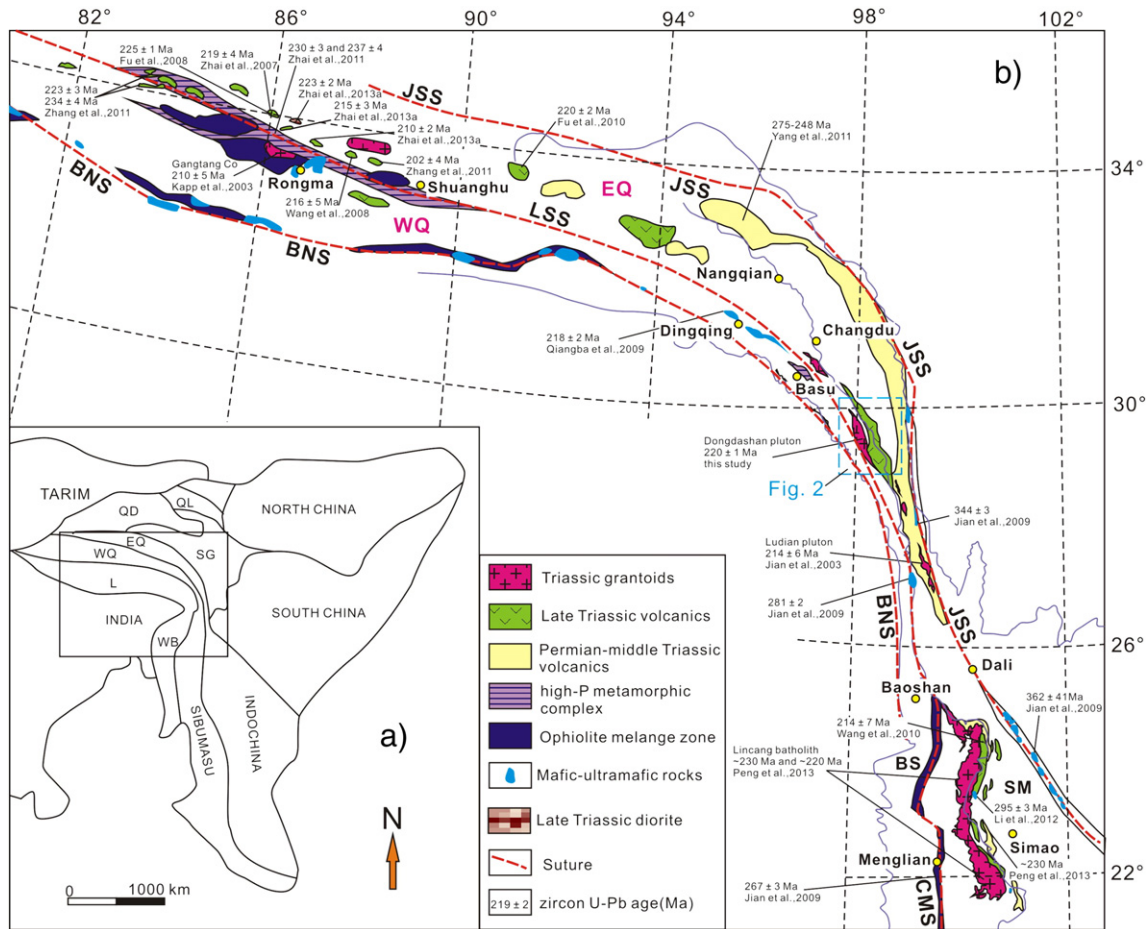 82°
86°
90°
94°
98°
102°
b)
225 ± 1 Ma
Fu et al.,2008
219 ± 4 Ma
Zhai et al.,2007
230 ± 3 and 237 ± 4
Zhai et al.,2011
223 ± 2 Ma
Zhai et al.,2013a
215 ± 3 Ma
Zhai et al.,2013a
210 ± 2 Ma
Zhai et al.,2013a
202 ± 4 Ma
Zhang et al.,2011
223 ± 3 Ma
234 ± 4 Ma
Zhang et al.,2011
JSS
220 ± 2 Ma
Fu et al.,2010
275-248 Ma
Yang et al.,2011
34°
BNS
Gangtang Co
210 ± 5 Ma
Kapp et al.,2003
Rongma
Shuanghu
216 ± 5 Ma
Wang et al.,2008
EQ
JSS
LSS
WQ
BNS
Nangqian
Dingqing
Changdu
218 ± 2 Ma
Qiangba et al.,2009
JSS
Basu
30°
Dongdashan pluton
220 ± 1 Ma
this study
Fig. 2
344 ± 3
Jian et al.,2009
Ludian pluton
214 ± 6 Ma
Jian et al.,2003
281 ± 2
Jian et al.,2009
BNS
JSS
26°
Dali
Baoshan
362 ± 41Ma
Jian et al.,2009
214 ± 7 Ma
Wang et al.,2010
Lincang batholith
~230 Ma and ~220 Ma
Peng et al.,2013
BS
SM
295 ± 3 Ma
Li et al.,2012
Simao
~230 Ma
Peng et al.,2013
Menglian
22°
267 ± 3 Ma
Jian et al.,2009
CMS
a)
TARIM
QL
QD
NORTH CHINA
EQ
WQ
SG
L
INDIA
SOUTH CHINA
WB
SIBUMASU
INDOCHINA
N
0
1000 km
Triassic grantoids
Late Triassic volcanics
Permian-middle Triassic
volcanics
high-P metamorphic
complex
Ophiolite melange zone
Mafic-ultramafic rocks
Late Triassic diorite
Suture
219 ± 2
zircon U-Pb age(Ma)